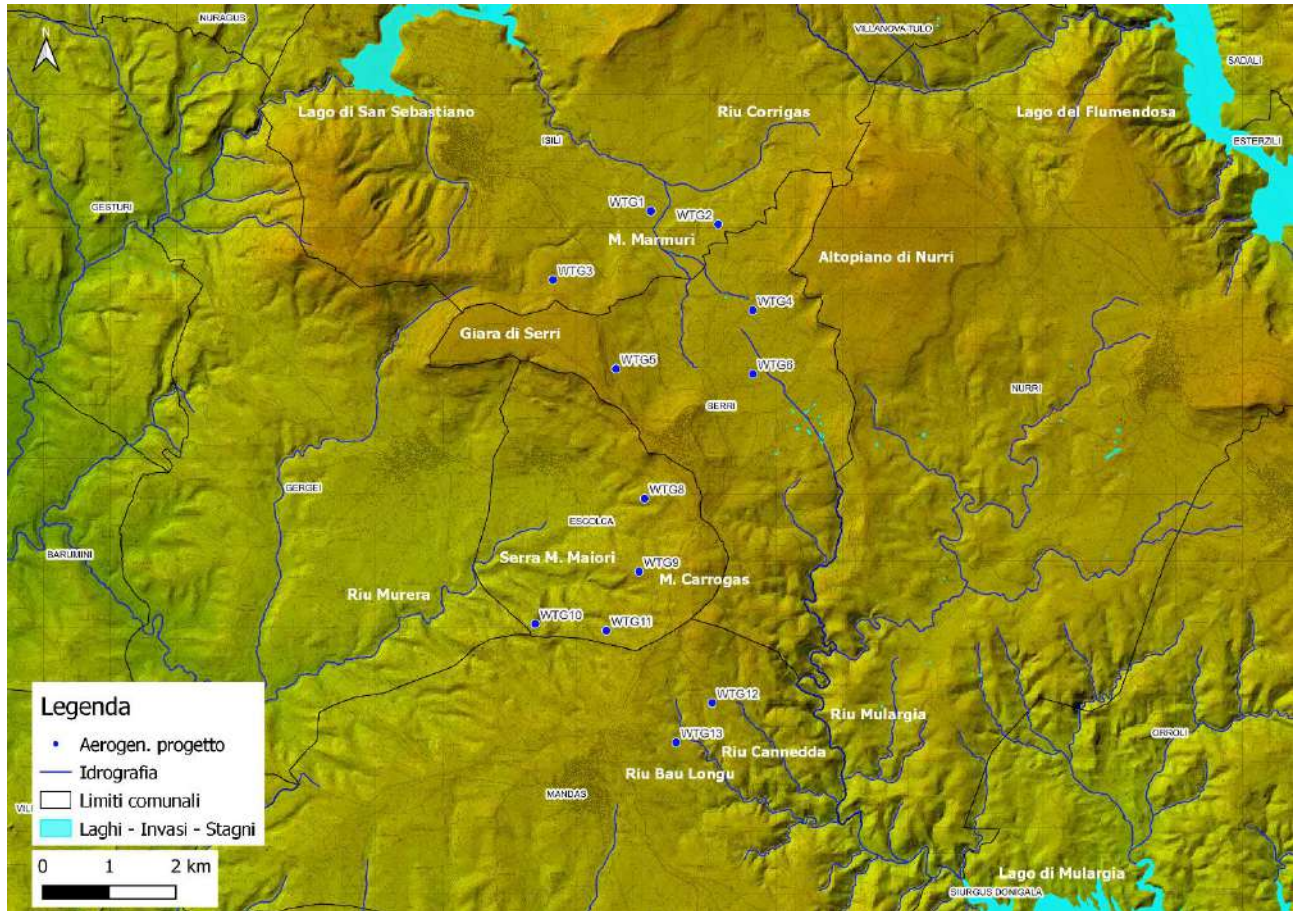 NURAGUS
VILLANOVA TULO
N
SADALI
Lago di San Sebastiano
Riu Corrigas
Lago del Flumendosa
ISILI
ESTERZILI
GESTURI
WTG1
WTG2
M. Marmuri
Altopiano di Nurri
WTG3
WTG4
Giara di Serri
WTG5
WTG6
NURRI
SERRI
GERGEI
WTG8
ESCOLCA
BARUMINI
Serra M. Maiori
WTG9
M. Carrogas
Riu Murera
WTG10
WTG11
WTG12
Riu Mulargia
ORROLI
WTG13
Riu Cannedda
Riu Bau Longu
MANDAS
Lago di Mulargia
SIURGUS DONIGALA
Legenda
Aerogen. progetto
Idrografia
Limiti comunali
VIL
Laghi - Invasi - Stagni
0 1 2 km